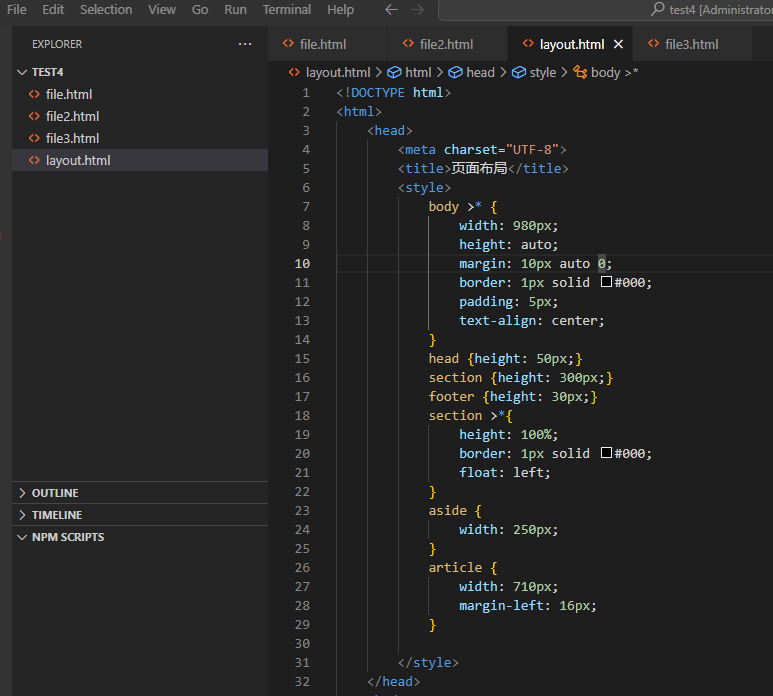 File Edit Selection View Go Run Terminal Help test4 [Administrator
EXPLORER
file.html file2.html layout.html file3.html
TEST4
file.html
file2.html
file3.html
layout.html
OUTLINE
TIMELINE
NPM SCRIPTS
layout.html > html > head > style > body >*
1 <!DOCTYPE html>
2 <html>
3 <head>
4 <meta charset="UTF-8">
5 <title>页面布局</title>
6 <style>
7 body >* {
8 width: 980px;
9 height: auto;
10 margin: 10px auto 0;
11 border: 1px solid #000;
12 padding: 5px;
13 text-align: center;
14 }
15 head {height: 50px;}
16 section {height: 300px;}
17 footer {height: 30px;}
18 section >*{
19 height: 100%;
20 border: 1px solid #000;
21 float: left;
22 }
23 aside {
24 width: 250px;
25 }
26 article {
27 width: 710px;
28 margin-left: 16px;
29 }
30
31 </style>
32 </head>